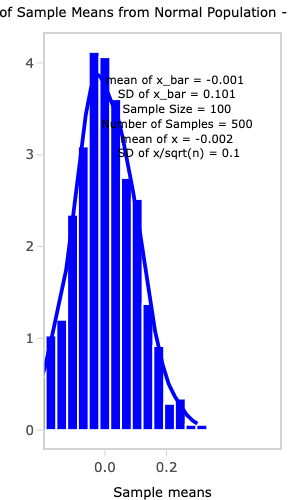 of Sample Means from Normal Population -
mean of x_bar = -0.001
SD of x_bar = 0.101
Sample Size = 100
Number of Samples = 500
mean of x = -0.002
SD of x/sqrt(n) = 0.1
4
3
2
1
0
0.0 0.2
Sample means